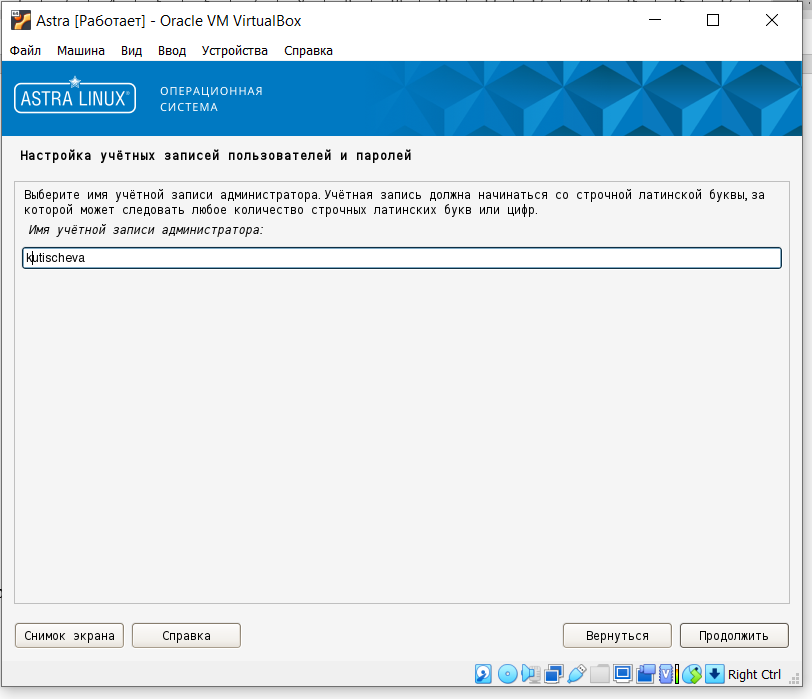 Astra [Работает] - Oracle VM VirtualBox
Файл Машина Вид Ввод Устройства Справка
ASTRA LINUX®
ОПЕРАЦИОННАЯ
СИСТЕМА
Настройка учётных записей пользователей и паролей
Выберите имя учётной записи администратора. Учётная запись должна начинаться со строчной латинской буквы, за
которой может следовать любое количество строчных латинских букв или цифр.
Имя учётной записи администратора:
kutischeva
Снимок экрана Справка Вернуться Продолжить
Right Ctrl